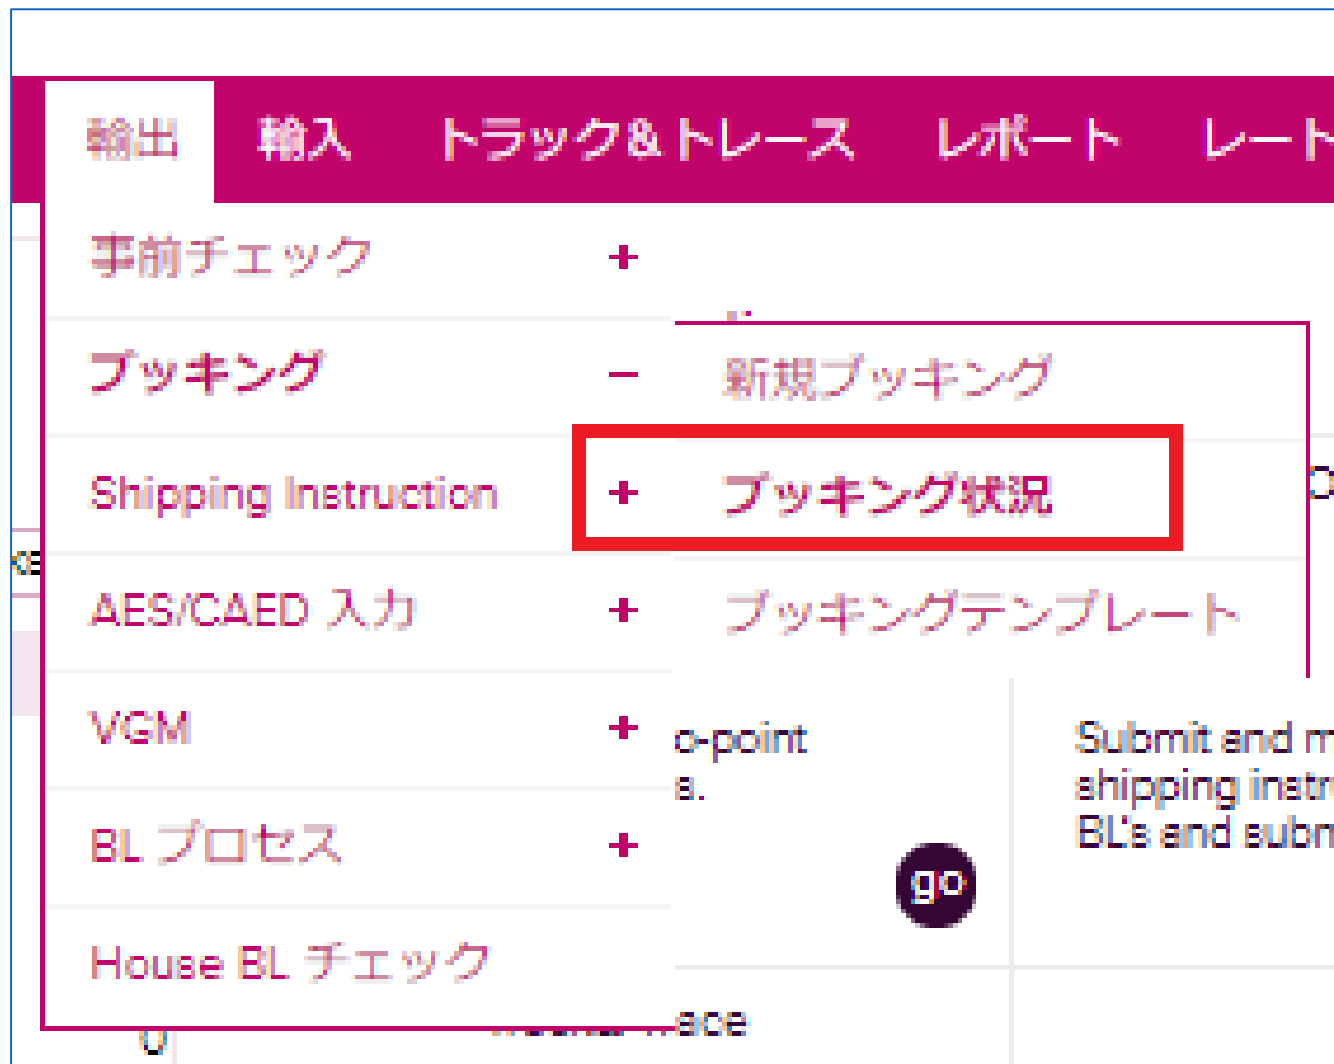 輸出 輸入 トラック&トレース レポート レート
事前チェック +
ブッキング −
新規ブッキング
Shipping Instruction +
ブッキング状況
AES/CAED 入力 +
ブッキングテンプレート
VGM +
o-point
s.
Submit and m
shipping instr
BL's and subm
BL プロセス +
go
House BL チェック